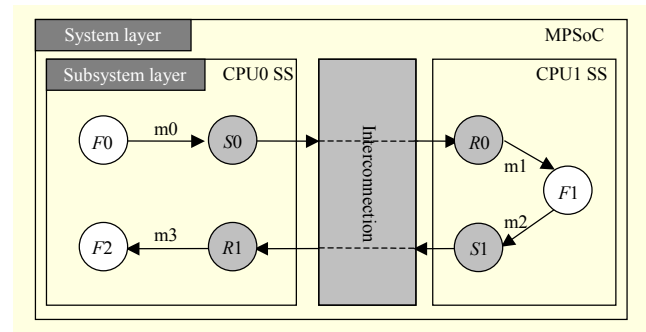 System layer
MPSoC
Subsystem layer
CPU0 SS
CPU1 SS
F0
m0
S0
Interconnection
R0
m1
F1
F2
m3
R1
S1
m2